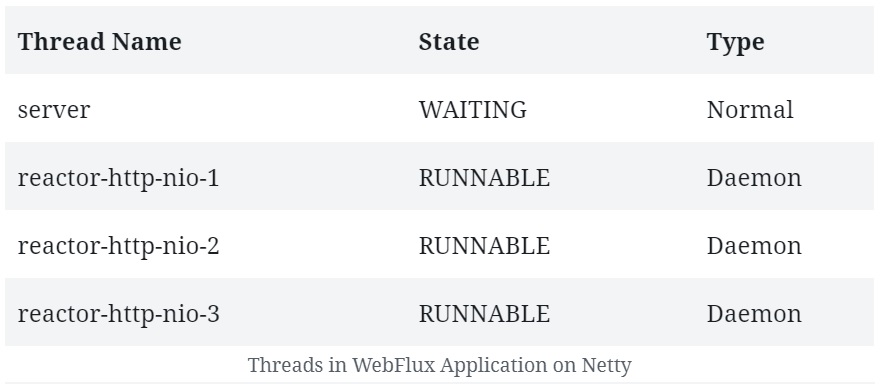 Thread Name State Type
server WAITING Normal
reactor-http-nio-1 RUNNABLE Daemon
reactor-http-nio-2 RUNNABLE Daemon
reactor-http-nio-3 RUNNABLE Daemon
Threads in WebFlux Application on Netty